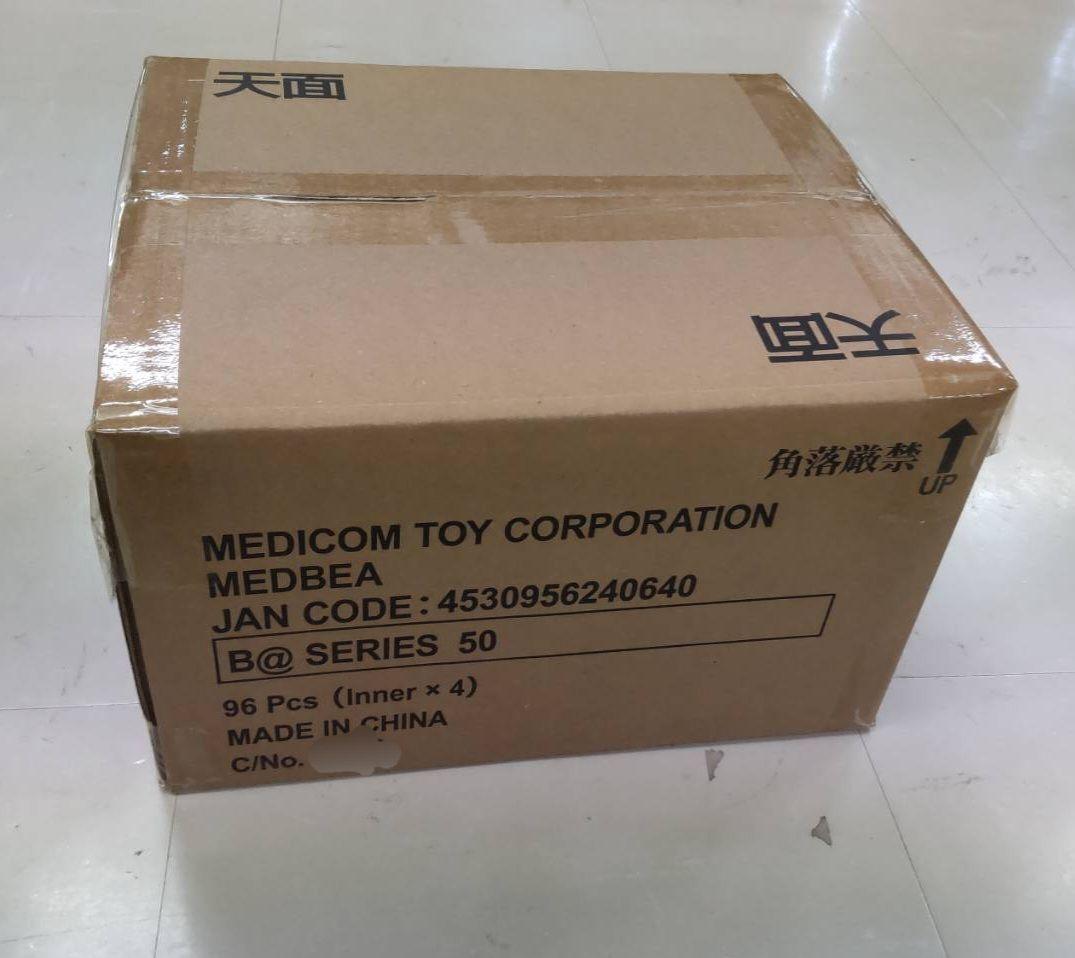 天面
天面
角落厳禁
UP
MEDICOM TOY CORPORATION
MEDBEA
JAN CODE : 4530956240640
B@ SERIES 50
96 Pcs (Inner × 4)
MADE IN CHINA
C/No.